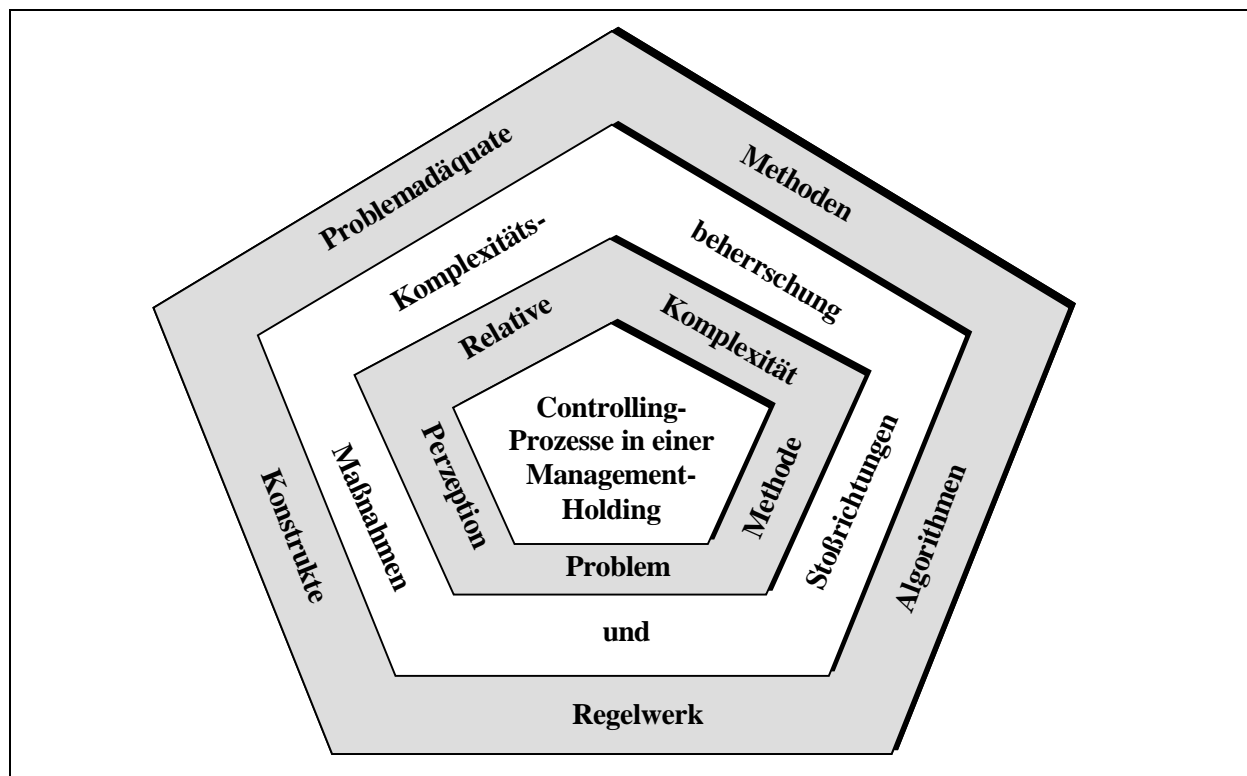 Problemadäquate
Methoden
Komplexitäts-
beherrschung
Relative
Komplexität
Controlling-
Prozesse in einer
Management-
Holding
Konstrukte
Maßnahmen
Perzeption
Methode
Stoßrichtungen
Algorithmen
Problem
und
Regelwerk